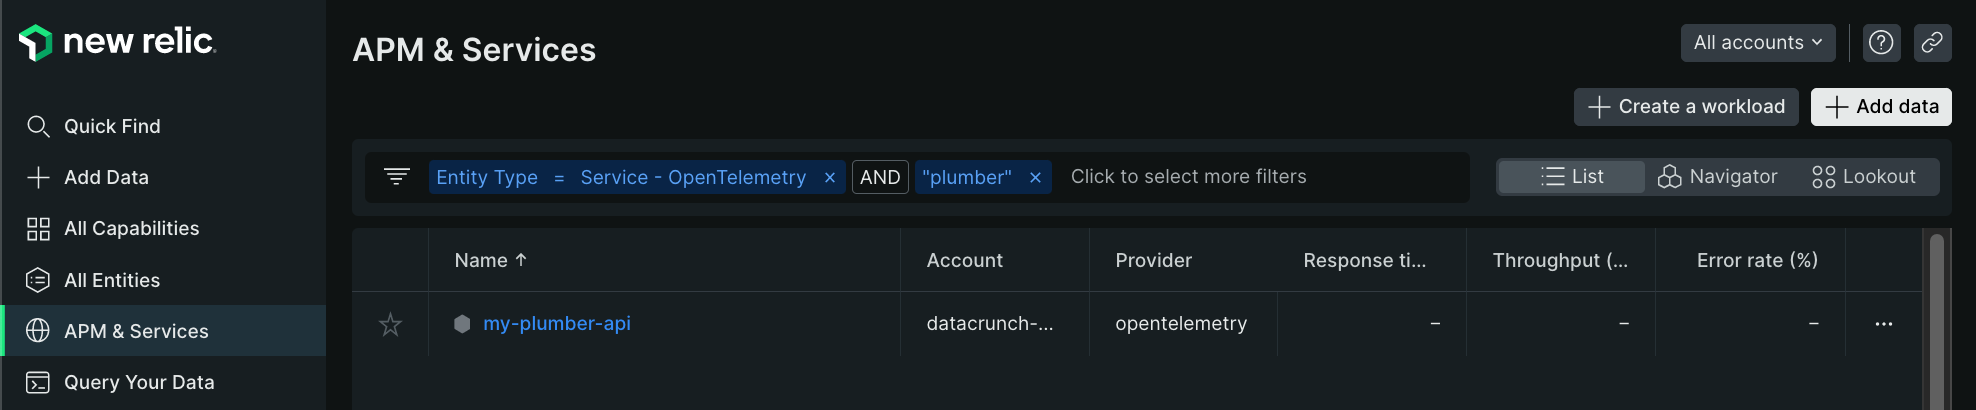 new relic.
Quick Find
Add Data
All Capabilities
All Entities
APM & Services
Query Your Data
APM & Services
All accounts
Create a workload
Add data
Entity Type = Service - OpenTelemetry × AND "plumber" × Click to select more filters
List
Navigator
Lookout
Name ↑ Account Provider Response ti... Throughput (... Error rate (%)
my-plumber-api datacrunch-... opentelemetry – – – ...